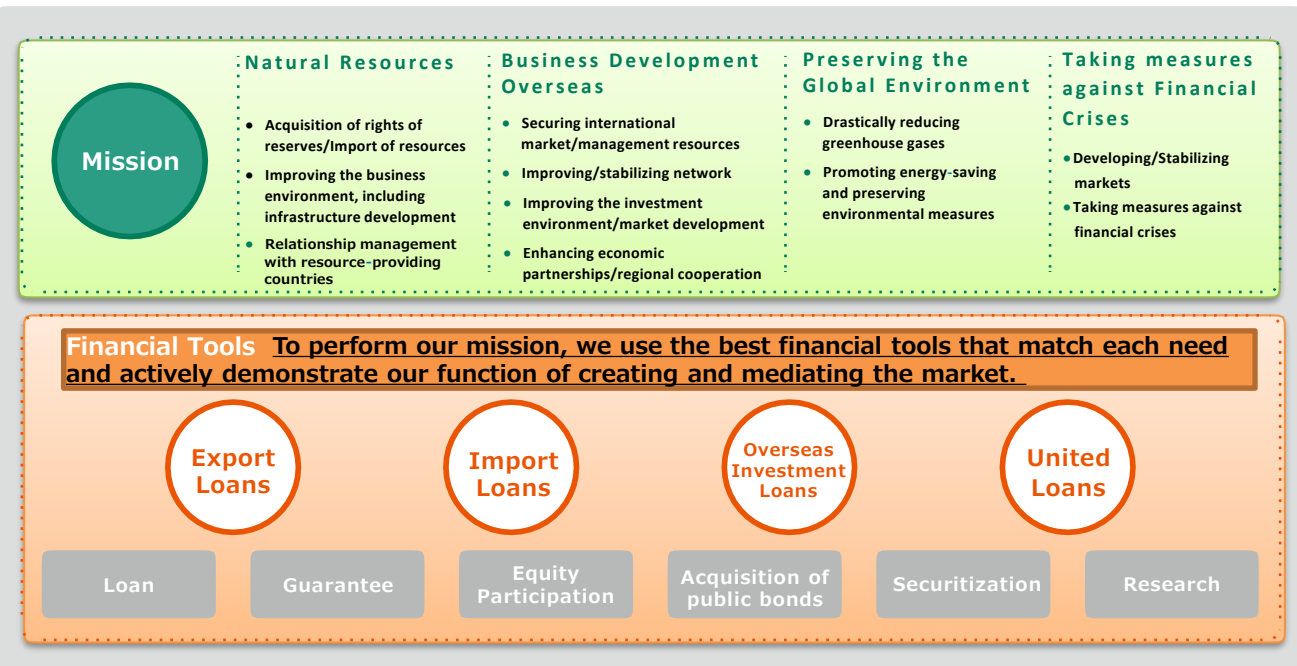 Mission
Natural Resources
● Acquisition of rights of
reserves/Import of resources
● Improving the business
environment, including
infrastructure development
● Relationship management
with resource-providing
countries
Business Development
Overseas
● Securing international
market/management resources
● Improving/stabilizing network
● Improving the investment
environment/market development
● Enhancing economic
partnerships/regional cooperation
Preserving the
Global Environment
● Drastically reducing
greenhouse gases
● Promoting energy-saving
and preserving
environmental measures
Taking measures
against Financial
Crises
●Developing/Stabilizing
markets
●Taking measures against
financial crises
Financial Tools To perform our mission, we use the best financial tools that match each need
and actively demonstrate our function of creating and mediating the market.
Export
Loans
Import
Loans
Overseas
Investment
Loans
United
Loans
Loan
Guarantee
Equity
Participation
Acquisition of
public bonds
Securitization
Research